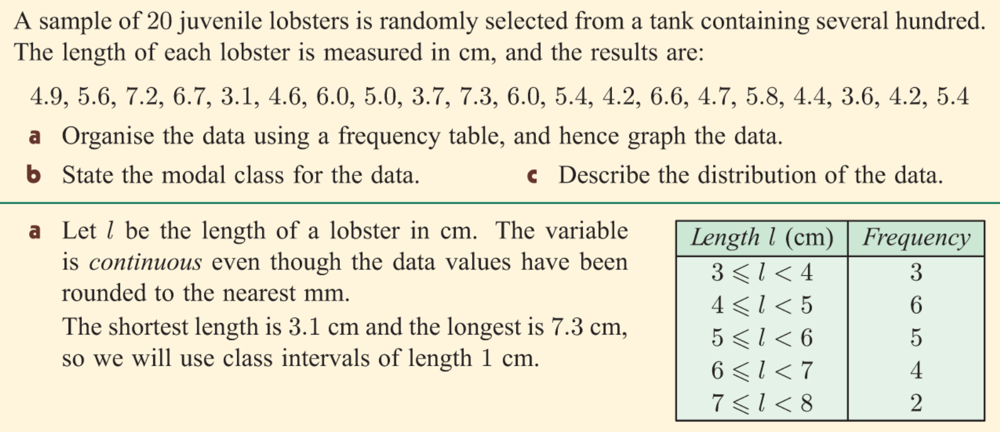 A sample of 20 juvenile lobsters is randomly selected from a tank containing several hundred.
The length of each lobster is measured in cm, and the results are:
4.9, 5.6, 7.2, 6.7, 3.1, 4.6, 6.0, 5.0, 3.7, 7.3, 6.0, 5.4, 4.2, 6.6, 4.7, 5.8, 4.4, 3.6, 4.2, 5.4
a Organise the data using a frequency table, and hence graph the data.
b State the modal class for the data. c Describe the distribution of the data.
a Let l be the length of a lobster in cm. The variable
is continuous even though the data values have been
rounded to the nearest mm.
The shortest length is 3.1 cm and the longest is 7.3 cm,
so we will use class intervals of length 1 cm.
Length l (cm) Frequency
3 ⩽ l < 4 3
4 ⩽ l < 5 6
5 ⩽ l < 6 5
6 ⩽ l < 7 4
7 ⩽ l < 8 2